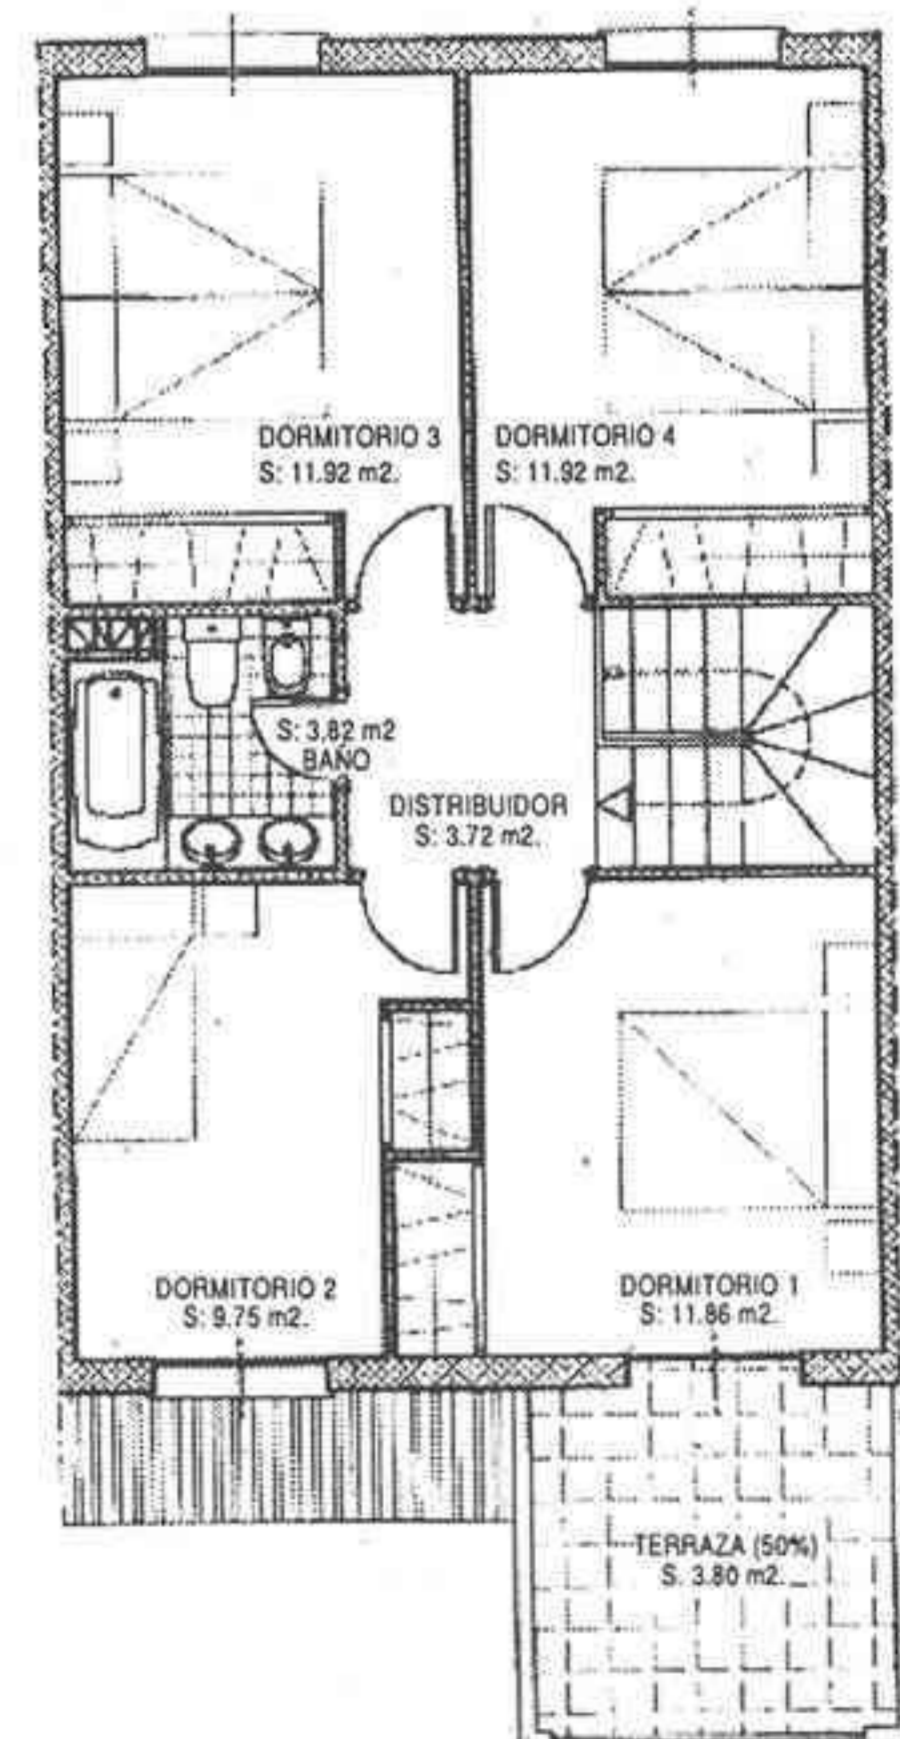 DORMITORIO 3
S: 11.92 m2.
DORMITORIO 4
S: 11.92 m2.
S: 3,82 m2
BAÑO
DISTRIBUIDOR
S: 3.72 m2.
DORMITORIO 2
S: 9.75 m2.
DORMITORIO 1
S: 11.86 m2.
TERRAZA (50%)
S. 3.80 m2.